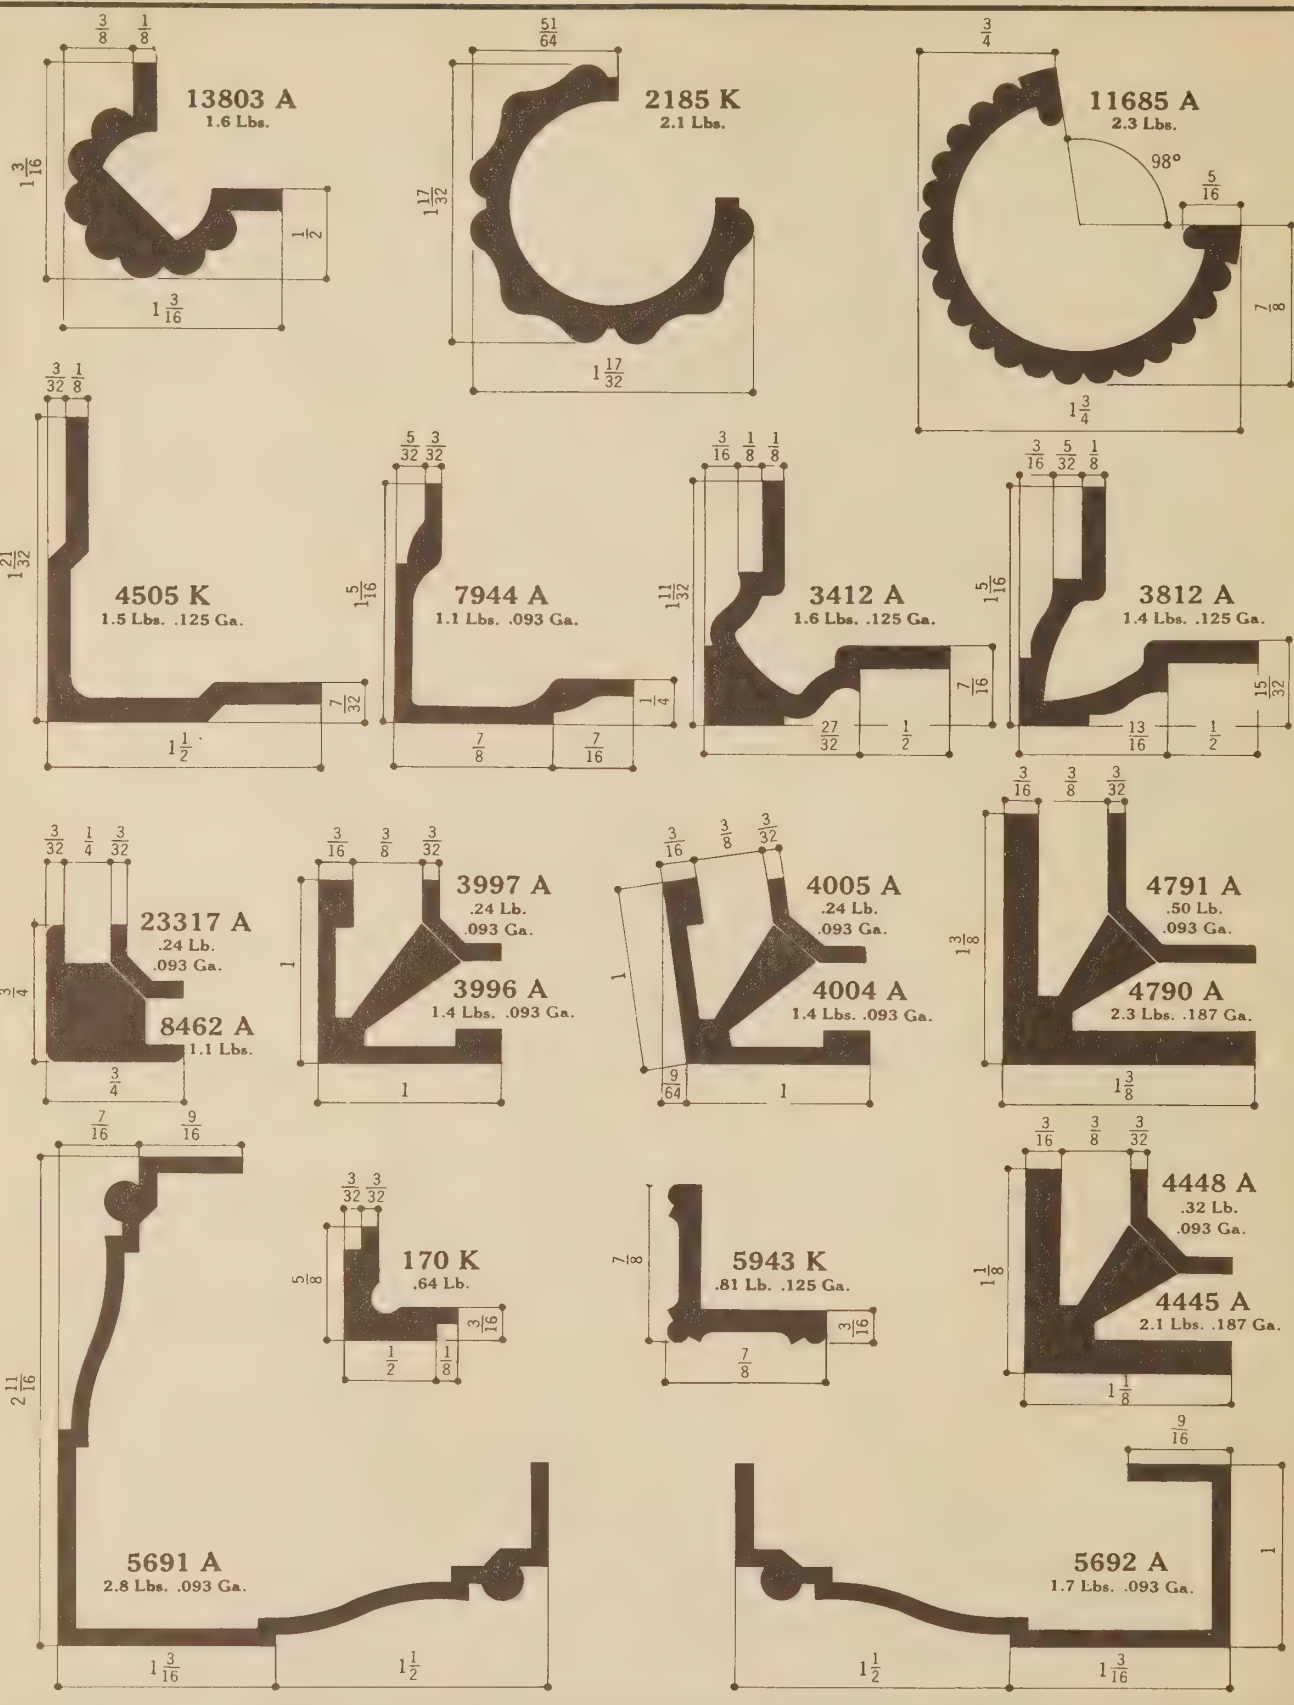 3/8 1/8
13803 A
1.6 Lbs.
1 3/16
1/2
1 3/16
51/64
2185 K
2.1 Lbs.
1 17/32
1 17/32
3/4
11685 A
2.3 Lbs.
98°
5/16
7/8
1 3/4
3/32 1/8
1 21/32
4505 K
1.5 Lbs. .125 Ga.
7/32
1 1/2
5/32 3/32
1 5/16
7944 A
1.1 Lbs. .093 Ga.
1/4
7/8 7/16
3/16 1/8 1/8
1 11/32
3412 A
1.6 Lbs. .125 Ga.
7/16
27/32 1/2
3/16 5/32 1/8
1 5/16
3812 A
1.4 Lbs. .125 Ga.
15/32
13/16 1/2
3/32 1/4 3/32
23317 A
.24 Lb.
.093 Ga.
3/4
8462 A
1.1 Lbs.
3/4
3/16 3/8 3/32
3997 A
.24 Lb.
.093 Ga.
1
3996 A
1.4 Lbs. .093 Ga.
1
3/16 3/8 3/32
4005 A
.24 Lb.
.093 Ga.
1
4004 A
1.4 Lbs. .093 Ga.
9/64 1
3/16 3/8 3/32
4791 A
.50 Lb.
.093 Ga.
1 3/8
4790 A
2.3 Lbs. .187 Ga.
1 3/8
7/16 9/16
2 11/16
5691 A
2.8 Lbs. .093 Ga.
1 3/16 1 1/2
3/32 3/32
5/8
170 K
.64 Lb.
3/16
1/2 1/8
7/8
5943 K
.81 Lb. .125 Ga.
3/16
7/8
3/16 3/8 3/32
4448 A
.32 Lb.
.093 Ga.
1 1/8
4445 A
2.1 Lbs. .187 Ga.
1 1/8
9/16
5692 A
1.7 Lbs. .093 Ga.
1
1 1/2 1 3/16